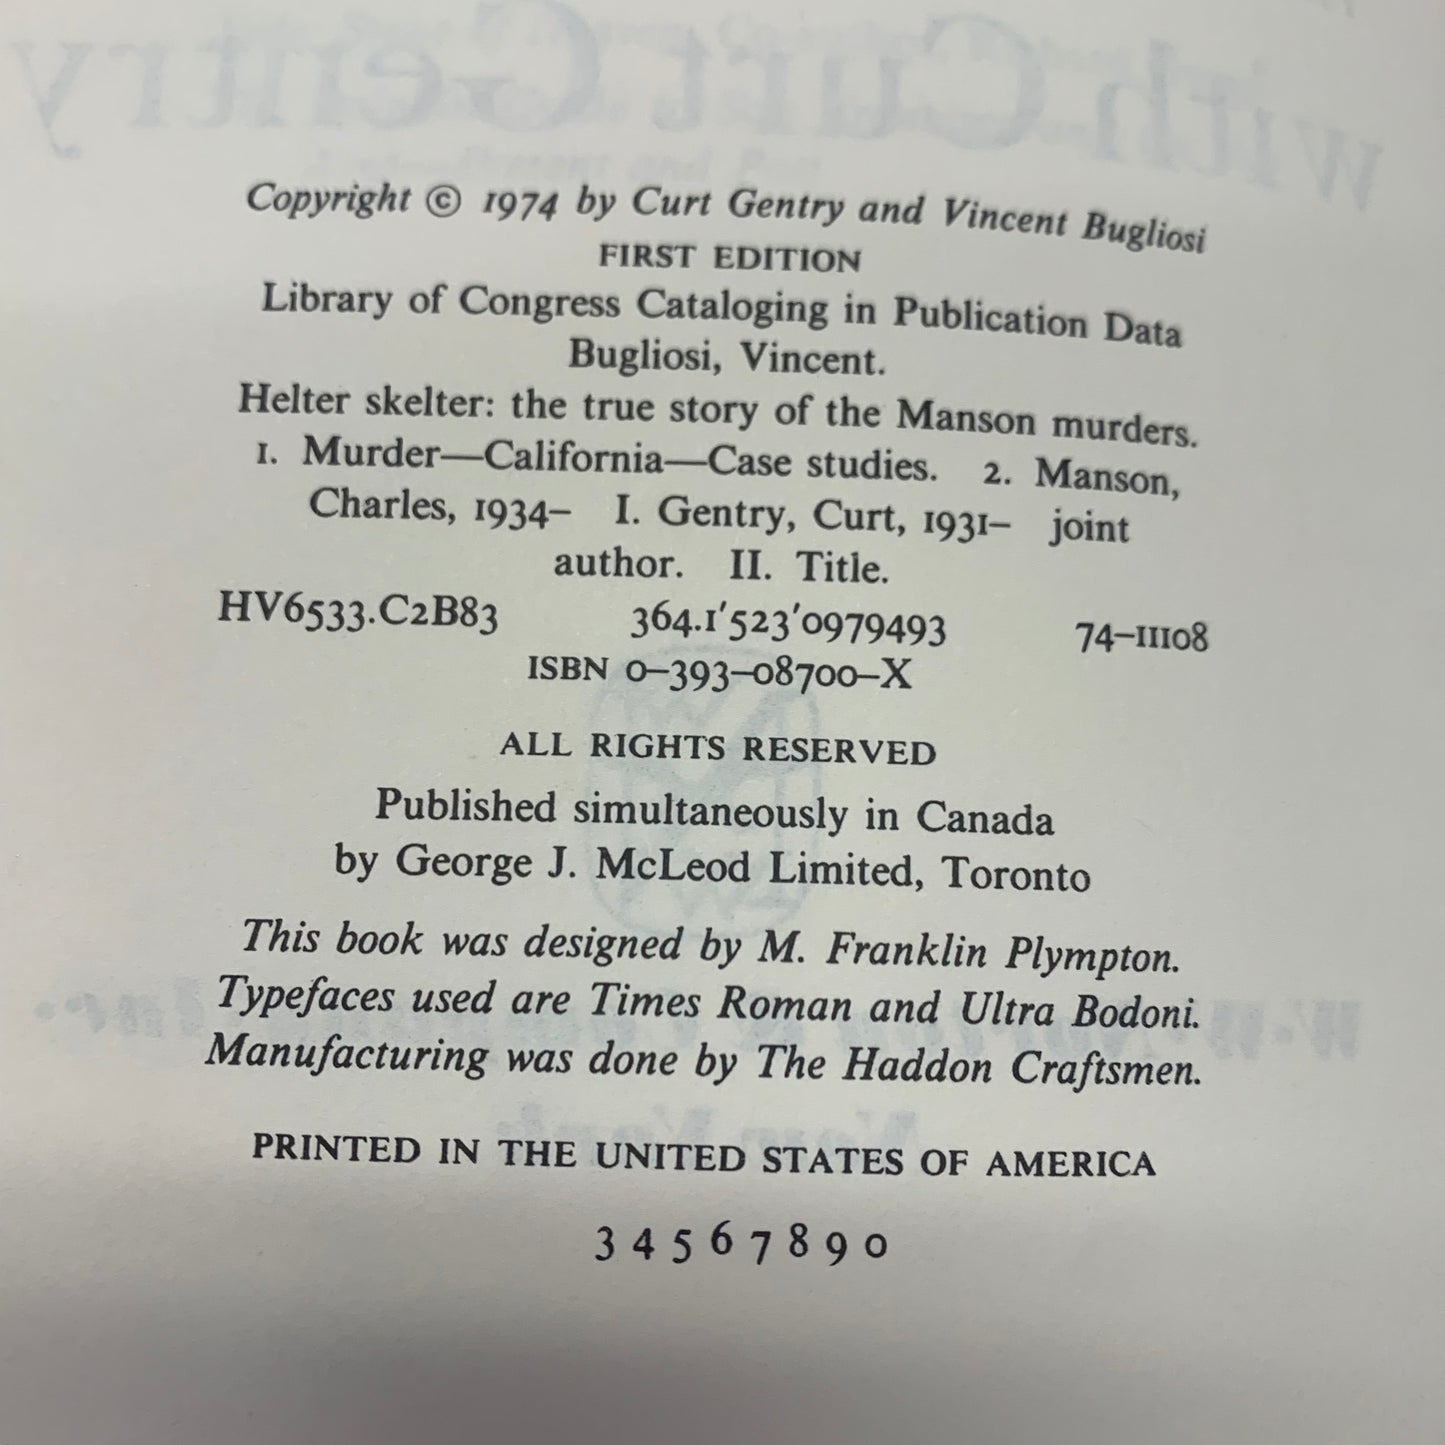 with Curt Gentry
Copyright © 1974 by Curt Gentry and Vincent Bugliosi
FIRST EDITION
Library of Congress Cataloging in Publication Data
Bugliosi, Vincent.
Helter skelter: the true story of the Manson murders.
1. Murder—California—Case studies. 2. Manson,
Charles, 1934– I. Gentry, Curt, 1931– joint
author. II. Title.
HV6533.C2B83 364.1'523'0979493 74–11108
ISBN 0–393–08700–X
ALL RIGHTS RESERVED
Published simultaneously in Canada
by George J. McLeod Limited, Toronto
This book was designed by M. Franklin Plympton.
Typefaces used are Times Roman and Ultra Bodoni.
Manufacturing was done by The Haddon Craftsmen.
PRINTED IN THE UNITED STATES OF AMERICA
3 4 5 6 7 8 9 0